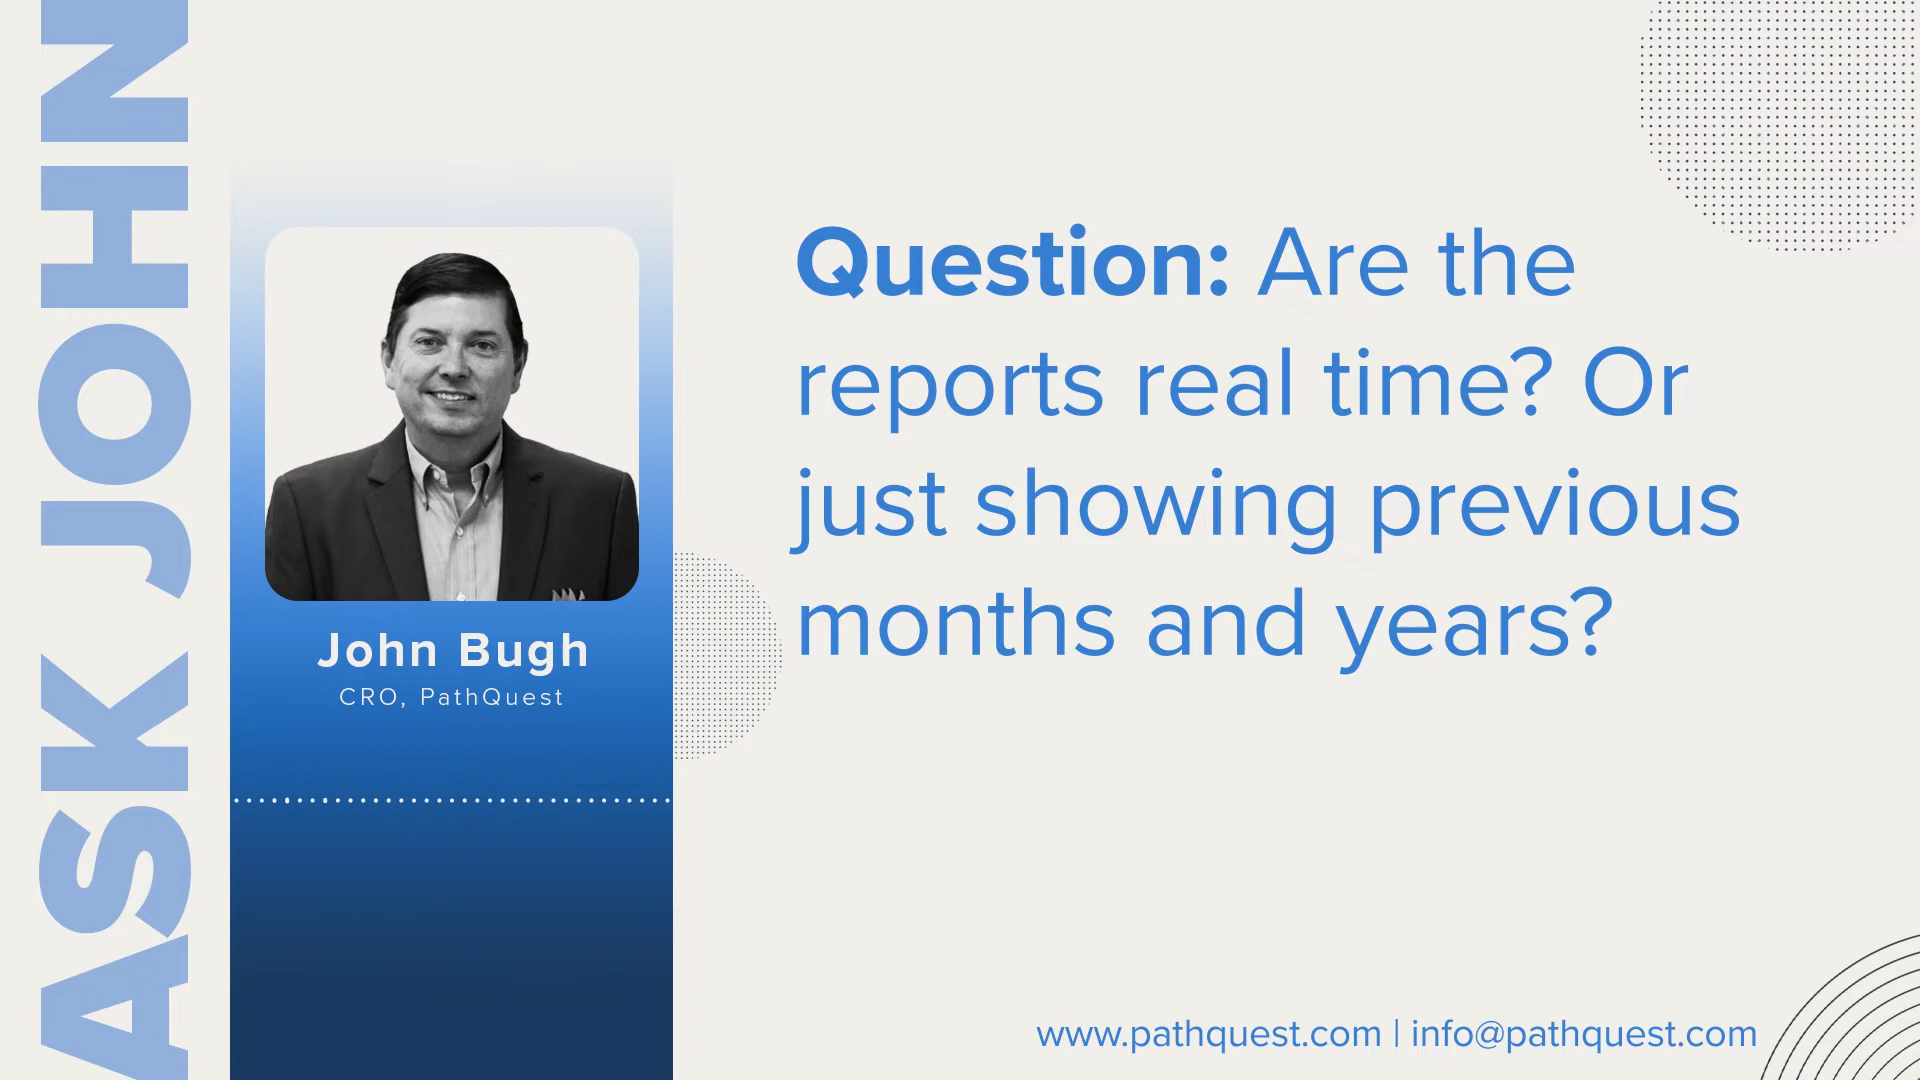 ASK JOHN
John Bugh
CRO, PathQuest
Question: Are the
reports real time? Or
just showing previous
months and years?
www.pathquest.com | info@pathquest.com